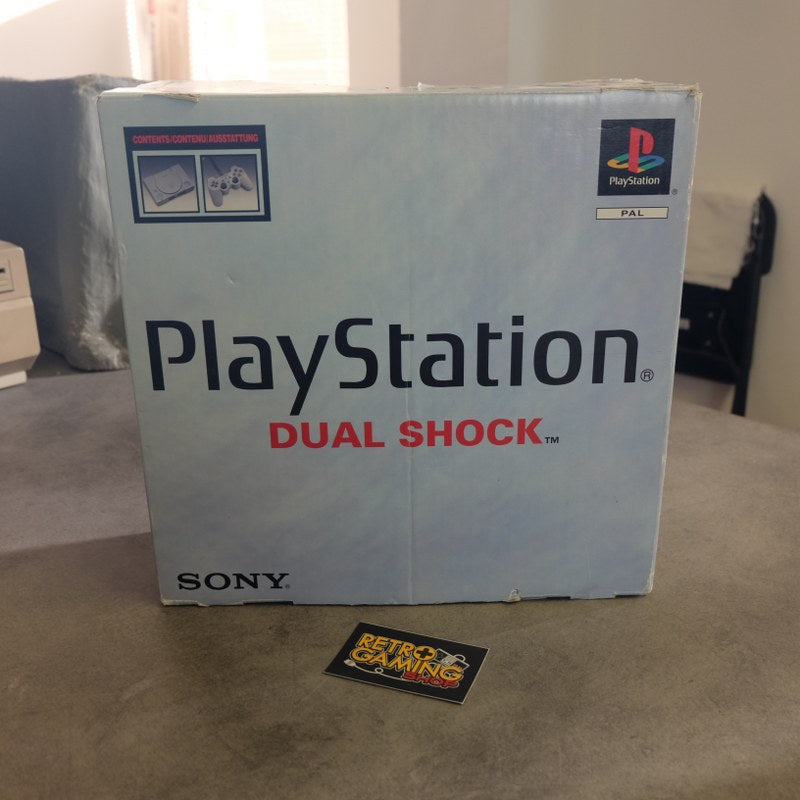 CONTENTS/CONTENU/AUSSTATTUNG
PlayStation
®
PAL
PlayStation®
DUAL SHOCK™
SONY®
RETRO
GAMING
SHOP